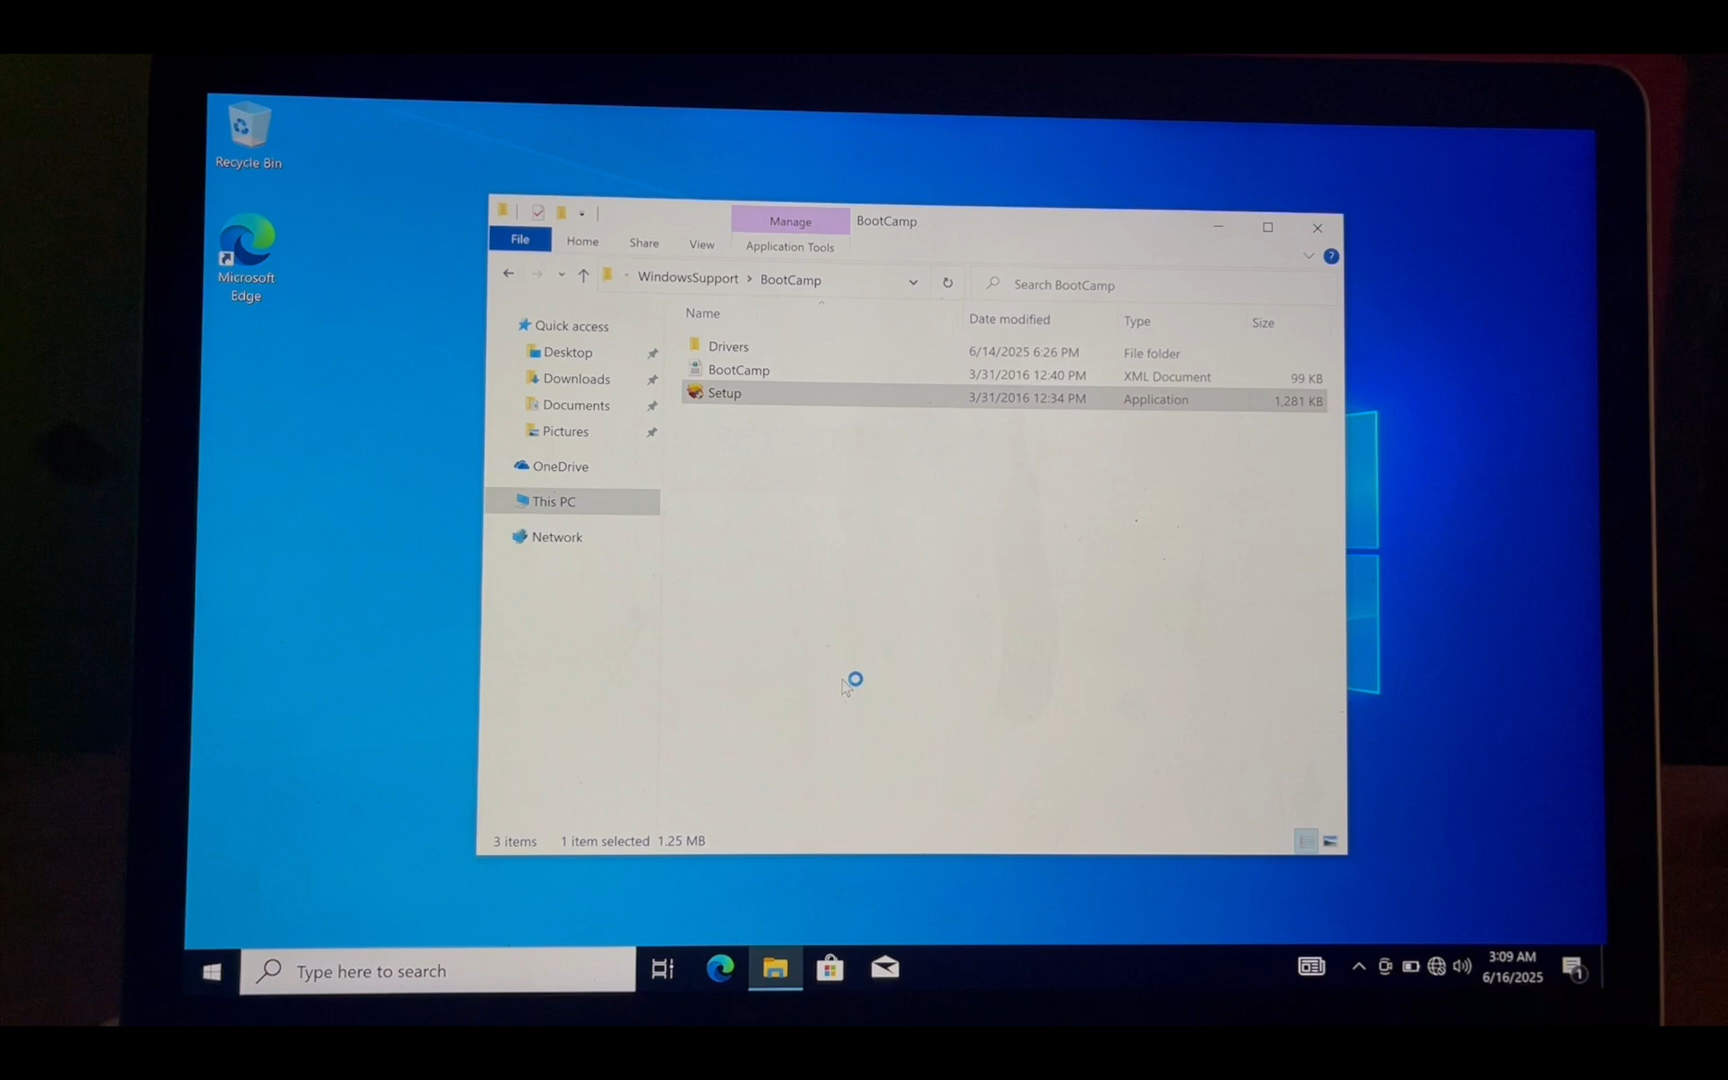 Recycle Bin
Microsoft
Edge
Manage
BootCamp
File
Home
Share
View
Application Tools
?
WindowsSupport > BootCamp
Search BootCamp
Name
Date modified
Type
Size
Quick access
Desktop
Downloads
Documents
Pictures
OneDrive
This PC
Network
Drivers
6/14/2025 6:26 PM
File folder
BootCamp
3/31/2016 12:40 PM
XML Document
99 KB
Setup
3/31/2016 12:34 PM
Application
1,281 KB
3 items
1 item selected 1.25 MB
Type here to search
3:09 AM
6/16/2025
1